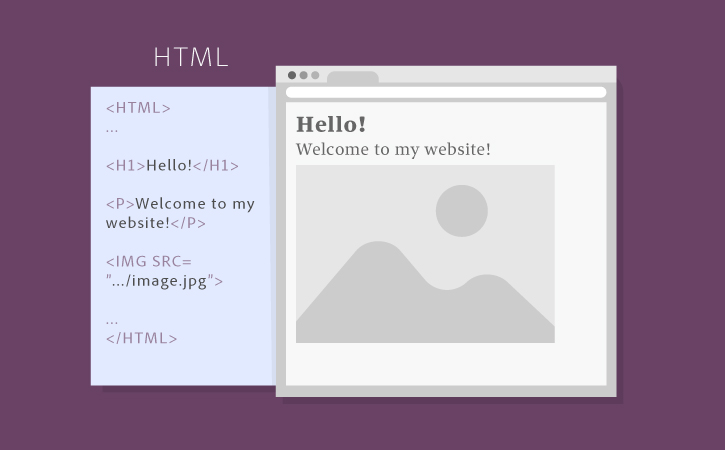 HTML
<HTML>
...
<H1>Hello!</H1>
<P>Welcome to my
website!</P>
<IMG SRC=
".../image.jpg">
...
</HTML>
Hello!
Welcome to my website!